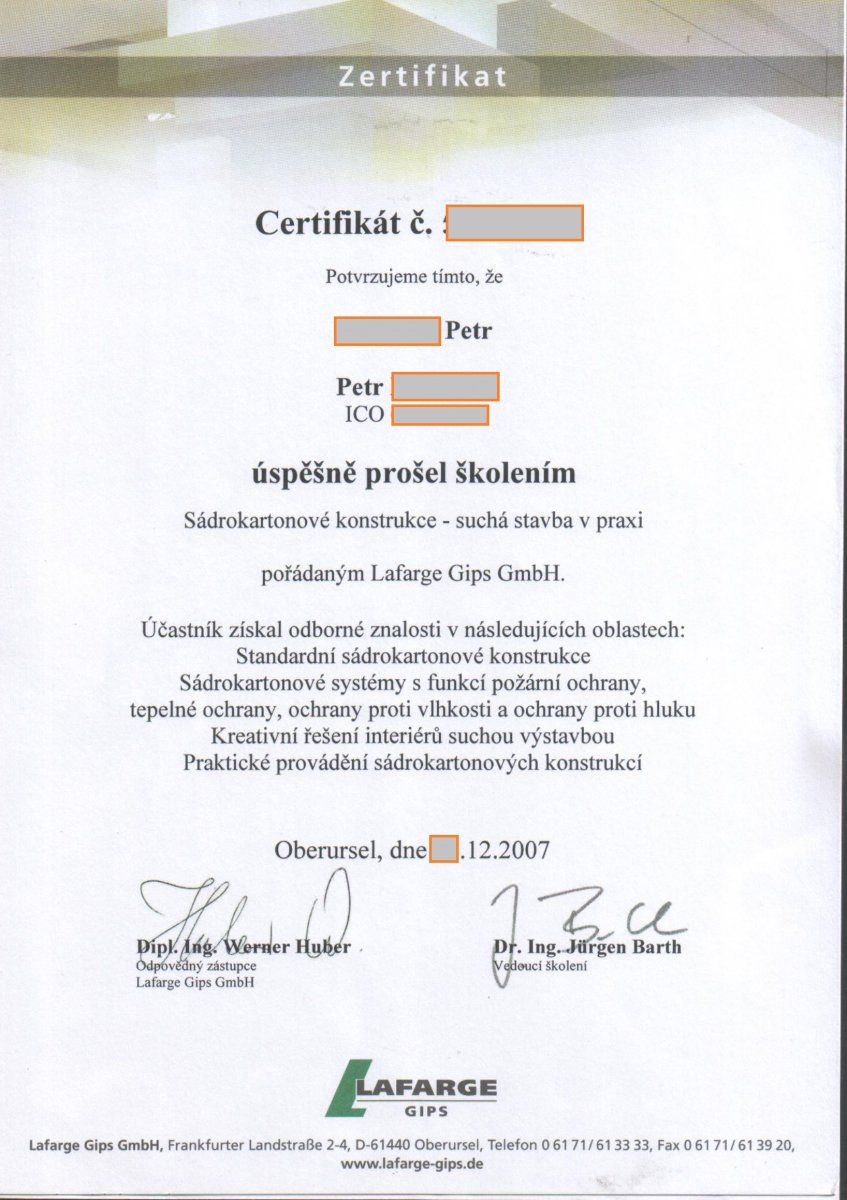 Zertifikat
Certifikát č.
Potvrzujeme tímto, že
Petr
Petr
ICO
úspěšně prošel školením
Sádrokartonové konstrukce - suchá stavba v praxi
pořádaným Lafarge Gips GmbH.
Účastník získal odborné znalosti v následujících oblastech:
Standardní sádrokartonové konstrukce
Sádrokartonové systémy s funkcí požární ochrany,
tepelné ochrany, ochrany proti vlhkosti a ochrany proti hluku
Kreativní řešení interiérů suchou výstavbou
Praktické provádění sádrokartonových konstrukcí
Oberursel, dne .12.2007
Dipl. Ing. Werner Huber
Odpovědný zástupce
Lafarge Gips GmbH
Dr. Ing. Jürgen Barth
Vedoucí školení
LAFARGE
GIPS
Lafarge Gips GmbH, Frankfurter Landstraße 2-4, D-61440 Oberursel, Telefon 0 61 71/ 61 33 33, Fax 0 61 71/ 61 39 20,
www.lafarge-gips.de